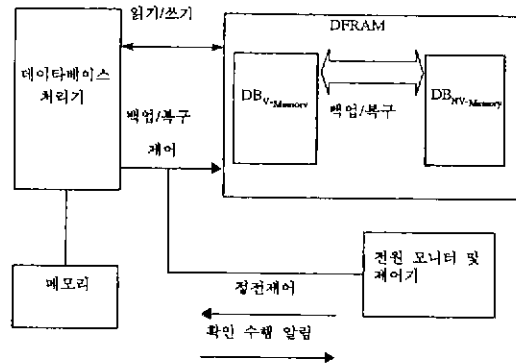 읽기/쓰기
DFRAM
데이타베이스
처리기
DBV-Memory
DBNV-Memory
백업/복구
백업/복구
제어
메모리
전원 모니터 및
제어기
정전제어
확인 수행 알림